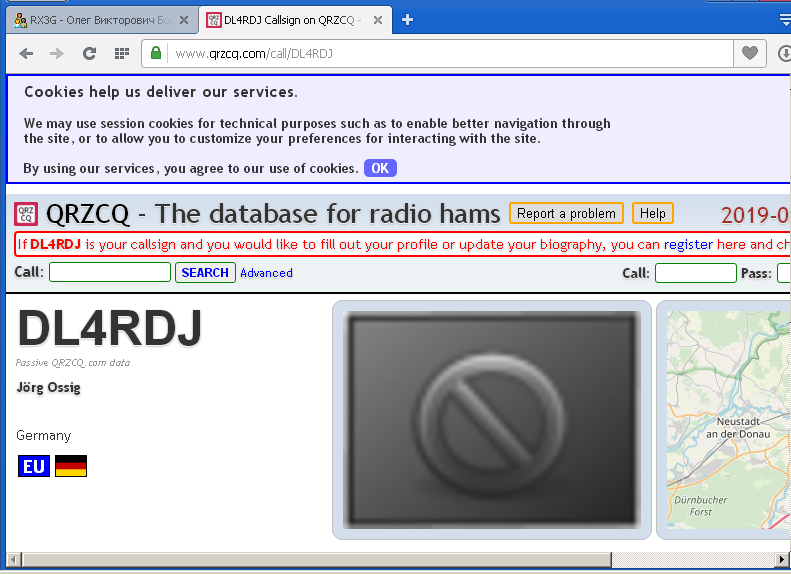 RX3G - Олег Викторович
DL4RDJ Callsign on QRZCQ -
www.qrzcq.com/call/DL4RDJ
Cookies help us deliver our services.
We may use session cookies for technical purposes such as to enable better navigation through
the site, or to allow you to customize your preferences for interacting with the site.
By using our services, you agree to our use of cookies. OK
QRZ CQ QRZCQ - The database for radio hams Report a problem Help 2019-0
If DL4RDJ is your callsign and you would like to fill out your profile or update your biography, you can register here and ch
Call: SEARCH Advanced Call: Pass:
DL4RDJ
Passive QRZCQ.com data
Jörg Ossig
Germany
EU
Neustadt
an der Donau
Dürnbucher
Forst